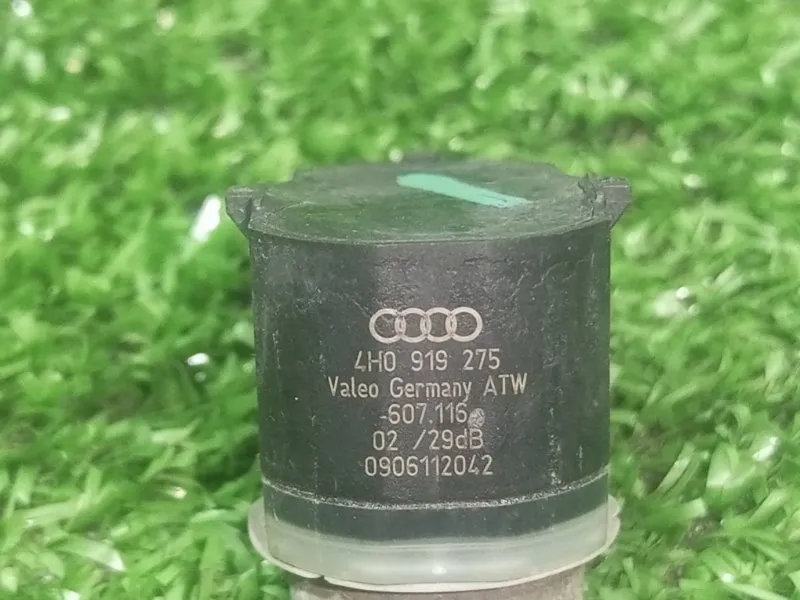 4H0 919 275
Valeo Germany ATW
-607.116
02 /29dB
0906112042